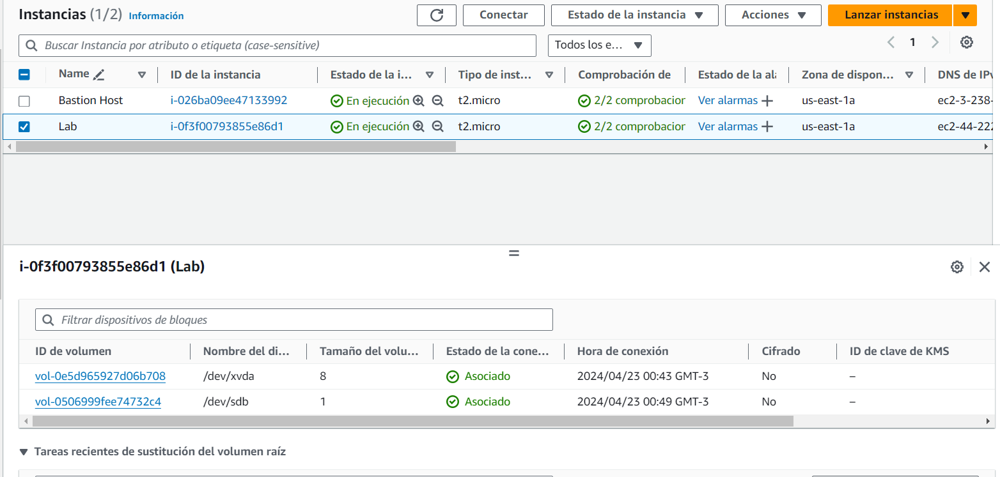 Instancias (1/2) Información Conectar Estado de la instancia Acciones Lanzar instancias
Buscar Instancia por atributo o etiqueta (case-sensitive) Todos los e... 1
Name ID de la instancia Estado de la i... Tipo de inst... Comprobación de Estado de la ala Zona de dispon... DNS de IPv
Bastion Host i-026ba09ee47133992 En ejecución t2.micro 2/2 comprobacion Ver alarmas us-east-1a ec2-3-238-
Lab i-0f3f00793855e86d1 En ejecución t2.micro 2/2 comprobacion Ver alarmas us-east-1a ec2-44-222
i-0f3f00793855e86d1 (Lab)
Filtrar dispositivos de bloques
ID de volumen Nombre del di... Tamaño del volu... Estado de la cone... Hora de conexión Cifrado ID de clave de KMS
vol-0e5d965927d06b708 /dev/xvda 8 Asociado 2024/04/23 00:43 GMT-3 No –
vol-0506999fee74732c4 /dev/sdb 1 Asociado 2024/04/23 00:49 GMT-3 No –
Tareas recientes de sustitución del volumen raíz